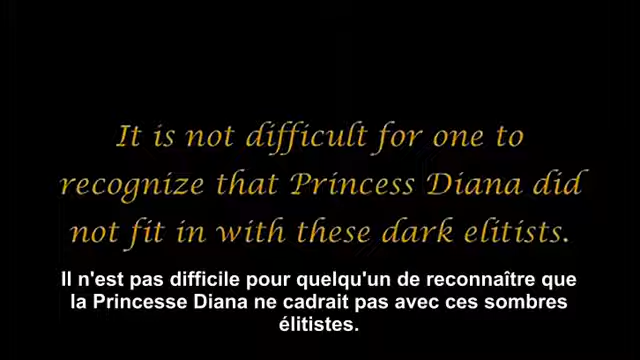 It is not difficult for one to
recognize that Princess Diana did
not fit in with these dark elitists.
Il n'est pas difficile pour quelqu'un de reconnaître que
la Princesse Diana ne cadrait pas avec ces sombres
élitistes.